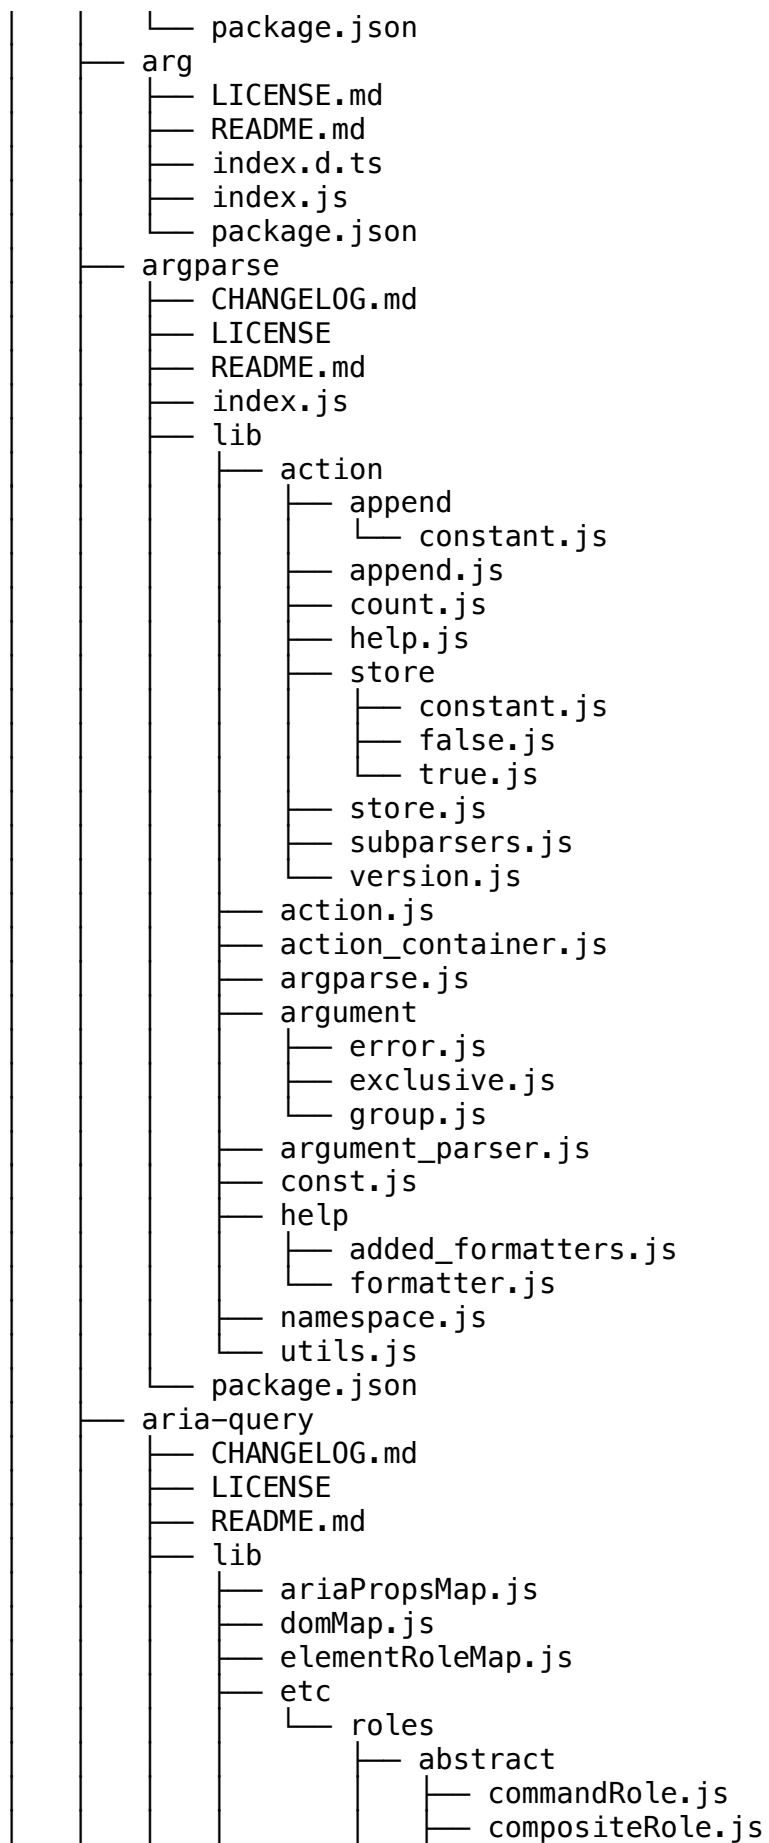 │   │   │   └── package.json
│   │   ├── arg
│   │   │   ├── LICENSE.md
│   │   │   ├── README.md
│   │   │   ├── index.d.ts
│   │   │   ├── index.js
│   │   │   └── package.json
│   │   ├── argparse
│   │   │   ├── CHANGELOG.md
│   │   │   ├── LICENSE
│   │   │   ├── README.md
│   │   │   ├── index.js
│   │   │   ├── lib
│   │   │   │   ├── action
│   │   │   │   │   ├── append
│   │   │   │   │   │   └── constant.js
│   │   │   │   │   ├── append.js
│   │   │   │   │   ├── count.js
│   │   │   │   │   ├── help.js
│   │   │   │   │   ├── store
│   │   │   │   │   │   ├── constant.js
│   │   │   │   │   │   ├── false.js
│   │   │   │   │   │   └── true.js
│   │   │   │   │   ├── store.js
│   │   │   │   │   ├── subparsers.js
│   │   │   │   │   └── version.js
│   │   │   │   ├── action.js
│   │   │   │   ├── action_container.js
│   │   │   │   ├── argparse.js
│   │   │   │   ├── argument
│   │   │   │   │   ├── error.js
│   │   │   │   │   ├── exclusive.js
│   │   │   │   │   └── group.js
│   │   │   │   ├── argument_parser.js
│   │   │   │   ├── const.js
│   │   │   │   ├── help
│   │   │   │   │   ├── added_formatters.js
│   │   │   │   │   └── formatter.js
│   │   │   │   ├── namespace.js
│   │   │   │   └── utils.js
│   │   │   └── package.json
│   │   ├── aria-query
│   │   │   ├── CHANGELOG.md
│   │   │   ├── LICENSE
│   │   │   ├── README.md
│   │   │   ├── lib
│   │   │   │   ├── ariaPropsMap.js
│   │   │   │   ├── domMap.js
│   │   │   │   ├── elementRoleMap.js
│   │   │   │   ├── etc
│   │   │   │   │   └── roles
│   │   │   │   │       ├── abstract
│   │   │   │   │       │   ├── commandRole.js
│   │   │   │   │       │   ├── compositeRole.js